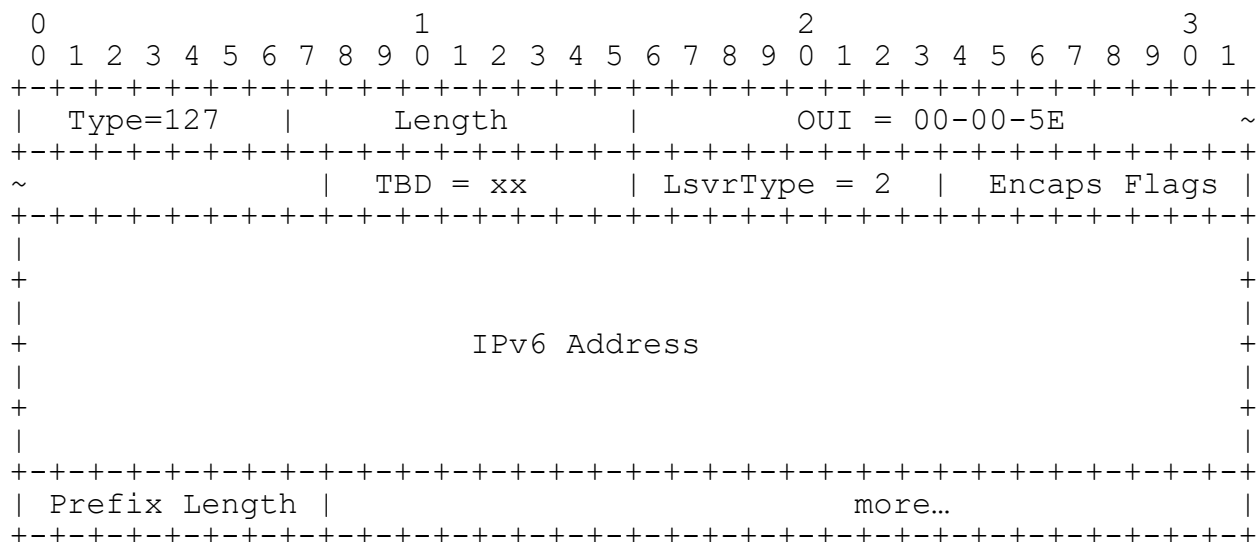 0                   1                   2                   3
 0 1 2 3 4 5 6 7 8 9 0 1 2 3 4 5 6 7 8 9 0 1 2 3 4 5 6 7 8 9 0 1
+-+-+-+-+-+-+-+-+-+-+-+-+-+-+-+-+-+-+-+-+-+-+-+-+-+-+-+-+-+-+-+-+
|  Type=127   |     Length      |        OUI = 00-00-5E         ~
+-+-+-+-+-+-+-+-+-+-+-+-+-+-+-+-+-+-+-+-+-+-+-+-+-+-+-+-+-+-+-+-+
~               |  TBD = xx     | LsvrType = 2  |  Encaps Flags |
+-+-+-+-+-+-+-+-+-+-+-+-+-+-+-+-+-+-+-+-+-+-+-+-+-+-+-+-+-+-+-+-+
|                                                               |
+                                                               +
|                                                               |
+                       IPv6 Address                            +
|                                                               |
+                                                               +
|                                                               |
+-+-+-+-+-+-+-+-+-+-+-+-+-+-+-+-+-+-+-+-+-+-+-+-+-+-+-+-+-+-+-+-+
| Prefix Length |                           more…               |
+-+-+-+-+-+-+-+-+-+-+-+-+-+-+-+-+-+-+-+-+-+-+-+-+-+-+-+-+-+-+-+-+